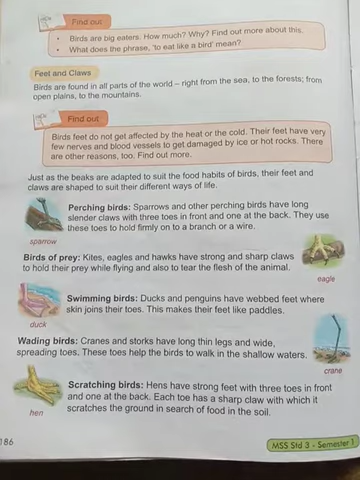 Find out
• Birds are big eaters. How much? Why? Find out more about this.
• What does the phrase, 'to eat like a bird' mean?
Feet and Claws
Birds are found in all parts of the world – right from the sea, to the forests; from
open plains, to the mountains.
Find out
Birds feet do not get affected by the heat or the cold. Their feet have very
few nerves and blood vessels to get damaged by ice or hot rocks. There
are other reasons, too. Find out more.
Just as the beaks are adapted to suit the food habits of birds, their feet and
claws are shaped to suit their different ways of life.
Perching birds: Sparrows and other perching birds have long
slender claws with three toes in front and one at the back. They use
these toes to hold firmly on to a branch or a wire.
sparrow
Birds of prey: Kites, eagles and hawks have strong and sharp claws
to hold their prey while flying and also to tear the flesh of the animal.
eagle
Swimming birds: Ducks and penguins have webbed feet where
skin joins their toes. This makes their feet like paddles.
duck
Wading birds: Cranes and storks have long thin legs and wide,
spreading toes. These toes help the birds to walk in the shallow waters.
crane
Scratching birds: Hens have strong feet with three toes in front
and one at the back. Each toe has a sharp claw with which it
scratches the ground in search of food in the soil.
hen
186
MSS Std 3 - Semester 1